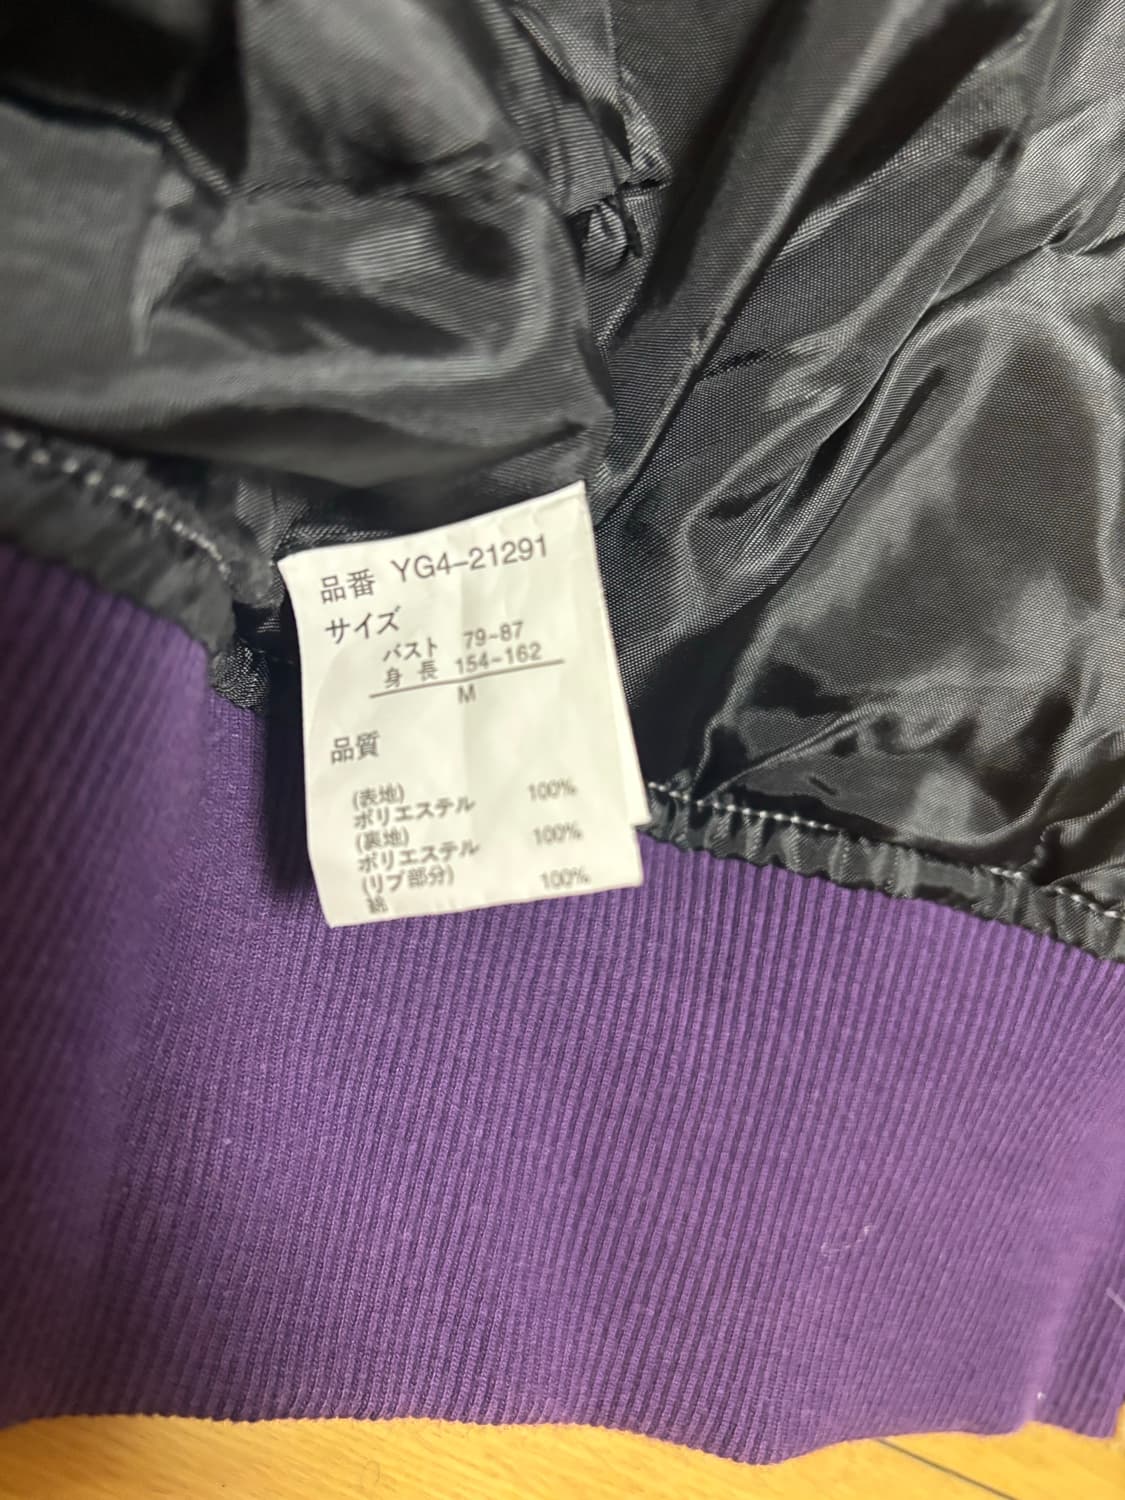 品番 YG4-21291
サイズ
バスト 79-87
身長 154-162
M
品質
(表地)
ポリエステル 100%
(裏地)
ポリエステル 100%
(リブ部分)
綿 100%